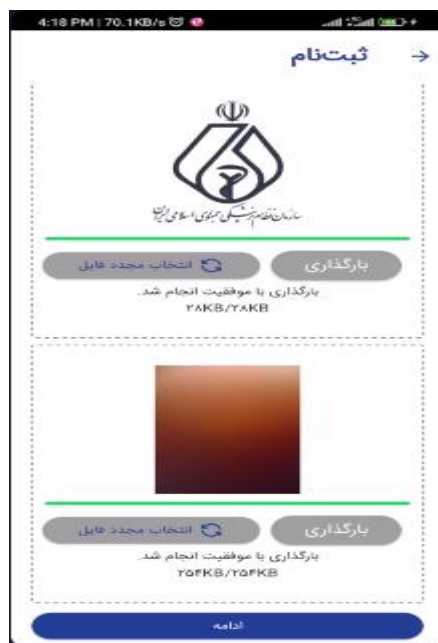 4:18 PM | 70.1KB/s
ثبت‌نام
سازمان نظام پزشکی جمهوری اسلامی ایران
بارگذاری
انتخاب مجدد فایل
بارگذاری با موفقیت انجام شد.
۲۸KB/۲۸KB
بارگذاری
انتخاب مجدد فایل
بارگذاری با موفقیت انجام شد.
۲۵۴KB/۲۵۴KB
ادامه